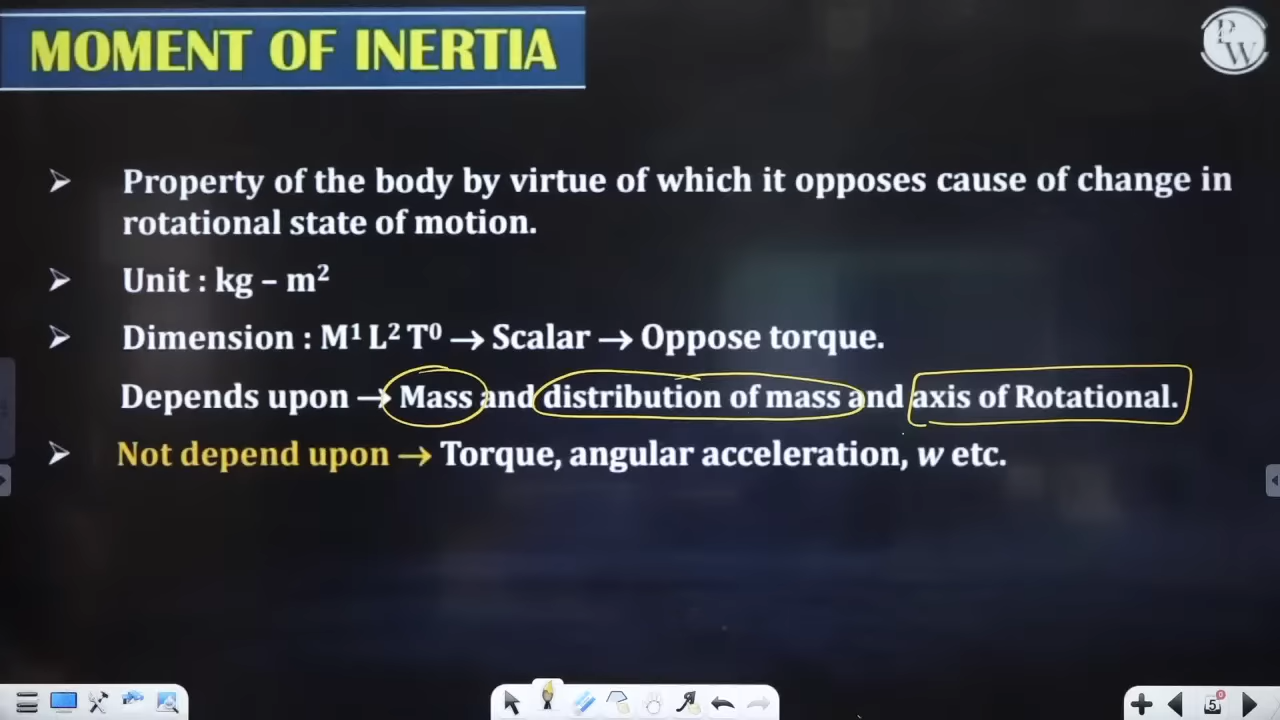 MOMENT OF INERTIA
PW
➢ Property of the body by virtue of which it opposes cause of change in
rotational state of motion.
➢ Unit : kg – m²
➢ Dimension : M¹ L² T⁰ → Scalar → Oppose torque.
Depends upon → Mass and distribution of mass and axis of Rotational.
➢ Not depend upon → Torque, angular acceleration, w etc.
5